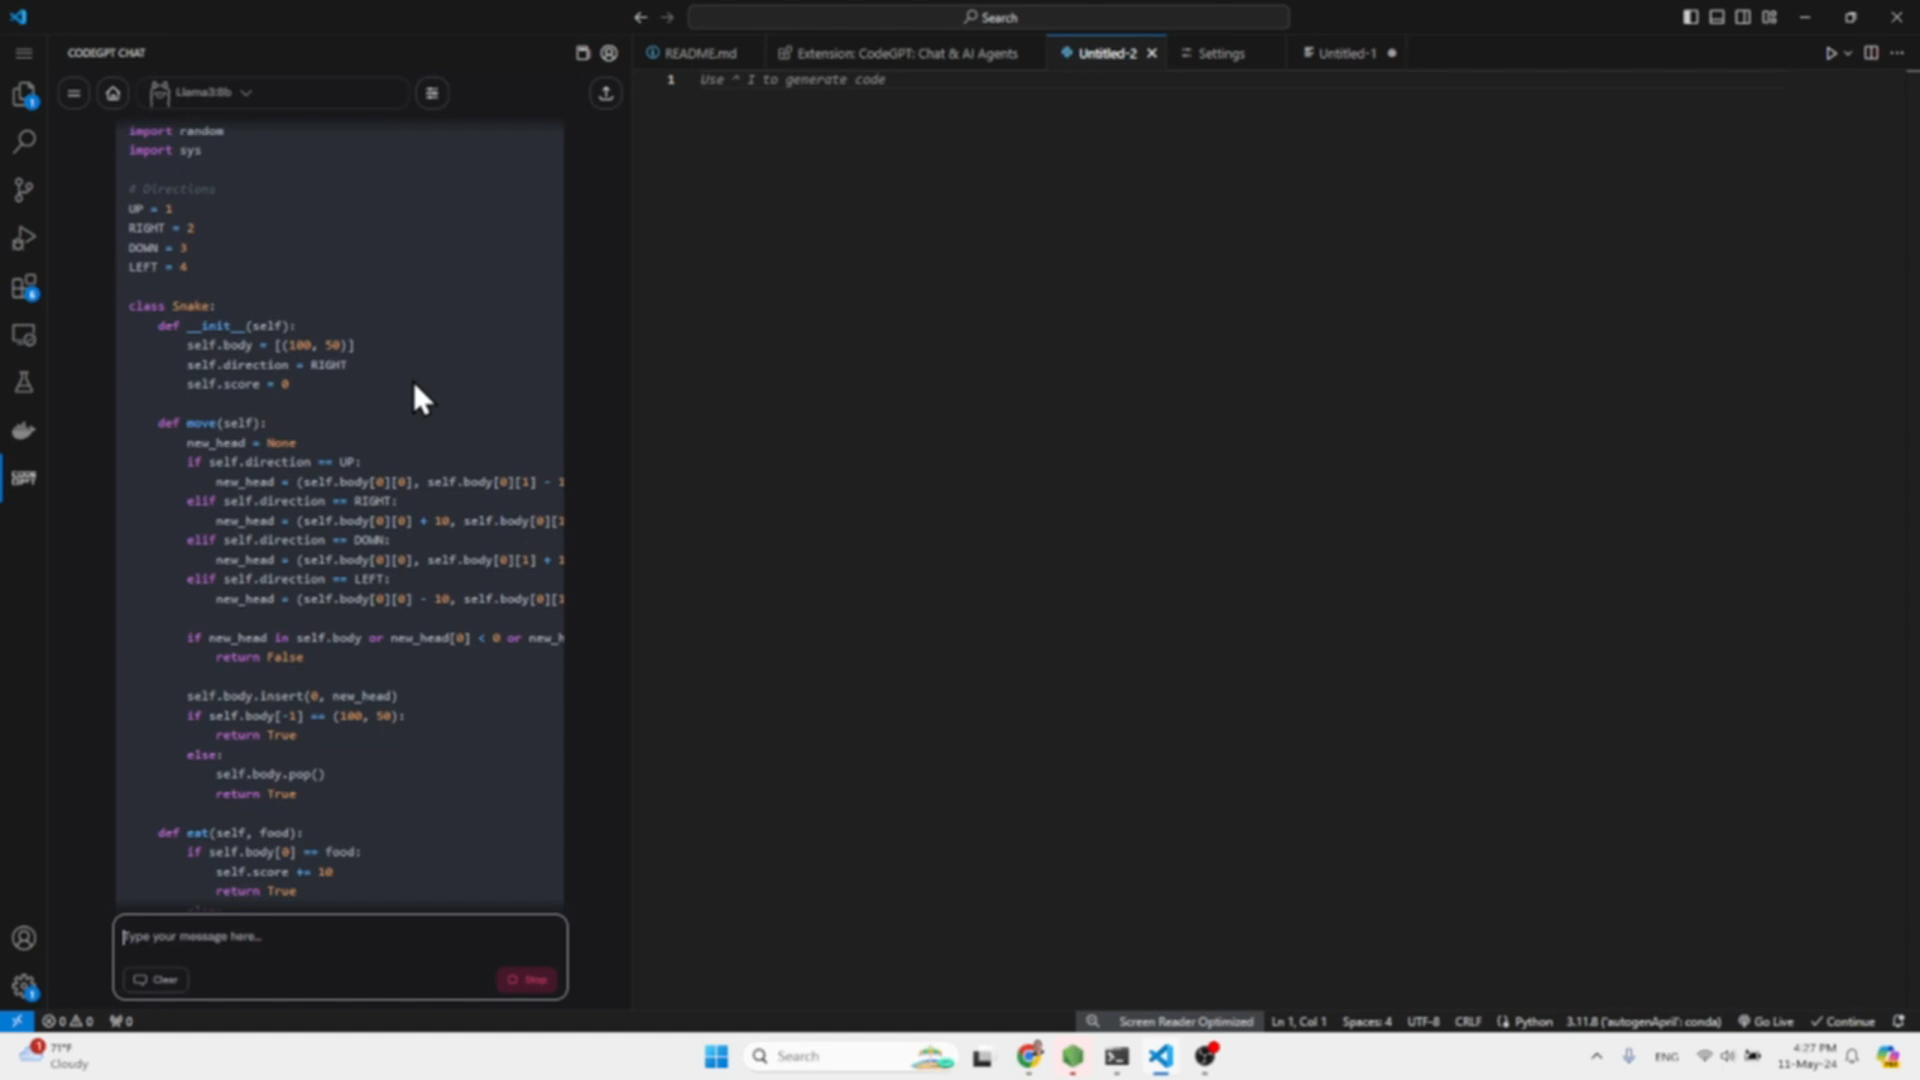 Search
CODEGPT CHAT
README.md
Extension: CodeGPT: Chat & AI Agents
Untitled-2
Settings
Untitled-1
Llama3:8b
1
Use ^ I to generate code
import random
import sys
# Directions
UP = 1
RIGHT = 2
DOWN = 3
LEFT = 4
class Snake:
def __init__(self):
self.body = [(100, 50)]
self.direction = RIGHT
self.score = 0
def move(self):
new_head = None
if self.direction == UP:
new_head = (self.body[0][0], self.body[0][1] - 1
elif self.direction == RIGHT:
new_head = (self.body[0][0] + 10, self.body[0][1
elif self.direction == DOWN:
new_head = (self.body[0][0], self.body[0][1] + 1
elif self.direction == LEFT:
new_head = (self.body[0][0] - 10, self.body[0][1
if new_head in self.body or new_head[0] < 0 or new_h
return False
self.body.insert(0, new_head)
if self.body[-1] == (100, 50):
return True
else:
self.body.pop()
return True
def eat(self, food):
if self.body[0] == food:
self.score += 10
return True
Type your message here...
Clear
Stop
1
6
CODE GPT
1
0 0 0
Screen Reader Optimized
Ln 1, Col 1
Spaces: 4
UTF-8
CRLF
Python
3.11.8 ('autogenApril': conda)
Go Live
Continue
1
71°F
Cloudy
Search
ENG
4:27 PM
11-May-24